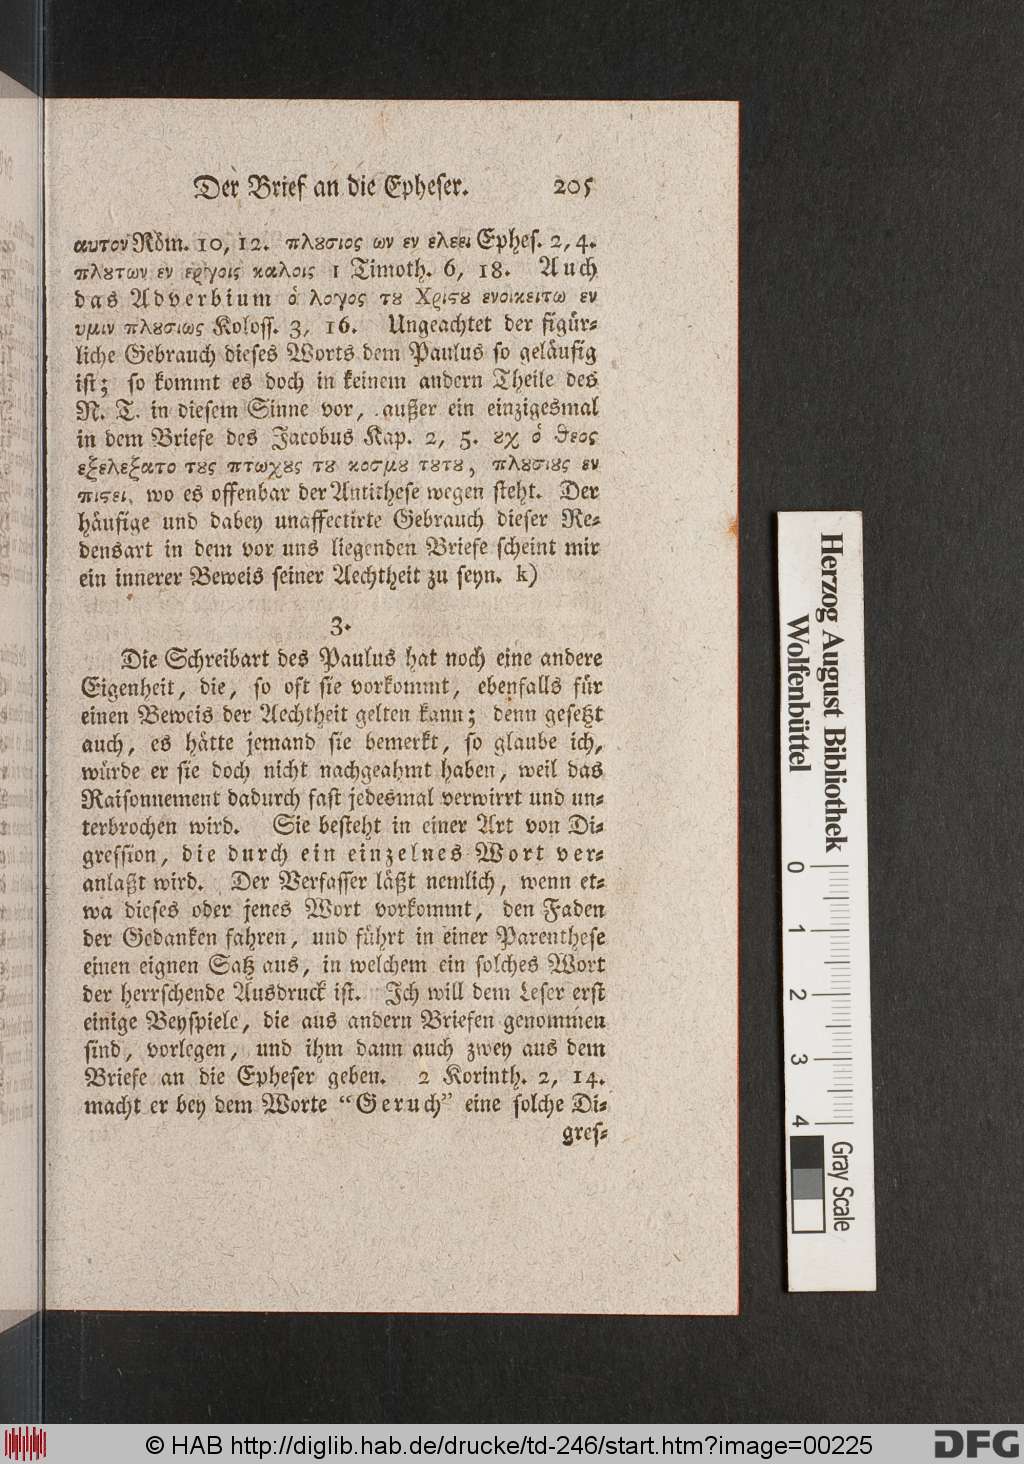 Der Brief an die Epheser. 205
αυτον Röm. 10, 12. πλȣσιος ων εν ελεει Ephes. 2, 4.
πλȣτων εν εργοις καλοις 1 Timoth. 6, 18. Auch
das Adverbium ὁ λογος τȣ Χριϛȣ ενοικειτω εν
υμιν πλȣσιως Koloss. 3, 16. Ungeachtet der figür⸗
liche Gebrauch dieses Worts dem Paulus so geläufig
ist; so kommt es doch in keinem andern Theile des
N. T. in diesem Sinne vor, außer ein einzigesmal
in dem Briefe des Jacobus Kap. 2, 5. ȣχ ὁ ϑεος
εξελεξατο τȣς πτωχȣς τȣ κοσμȣ τȣτȣ, πλȣσιȣς εν
πιϛει, wo es offenbar der Antithese wegen steht. Der
häufige und dabey unaffectirte Gebrauch dieser Re⸗
densart in dem vor uns liegenden Briefe scheint mir
ein innerer Beweis seiner Aechtheit zu seyn. k)
3.
Die Schreibart des Paulus hat noch eine andere
Eigenheit, die, so oft sie vorkommt, ebenfalls für
einen Beweis der Aechtheit gelten kann; denn gesetzt
auch, es hätte jemand sie bemerkt, so glaube ich,
würde er sie doch nicht nachgeahmt haben, weil das
Raisonnement dadurch fast jedesmal verwirrt und un⸗
terbrochen wird. Sie besteht in einer Art von Di⸗
gression, die durch ein einzelnes Wort ver⸗
anlaßt wird. Der Verfasser läßt nemlich, wenn et⸗
wa dieses oder jenes Wort vorkommt, den Faden
der Gedanken fahren, und führt in einer Parenthese
einen eignen Satz aus, in welchem ein solches Wort
der herrschende Ausdruck ist. Ich will dem Leser erst
einige Beyspiele, die aus andern Briefen genommen
sind, vorlegen, und ihm dann auch zwey aus dem
Briefe an die Epheser geben. 2 Korinth. 2, 14.
macht er bey dem Worte “Geruch” eine solche Di⸗
gres⸗
Herzog August Bibliothek
Wolfenbüttel
0 1 2 3 4
Gray Scale
© HAB http://diglib.hab.de/drucke/td-246/start.htm?image=00225
DFG